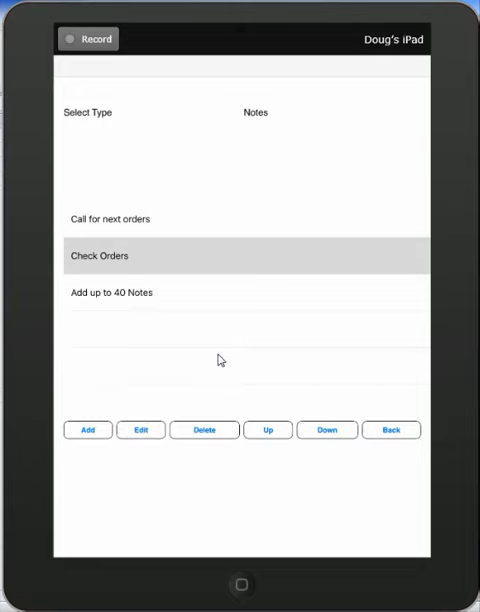 Record
Doug's iPad
Select Type
Notes
Call for next orders
Check Orders
Add up to 40 Notes
Add
Edit
Delete
Up
Down
Back